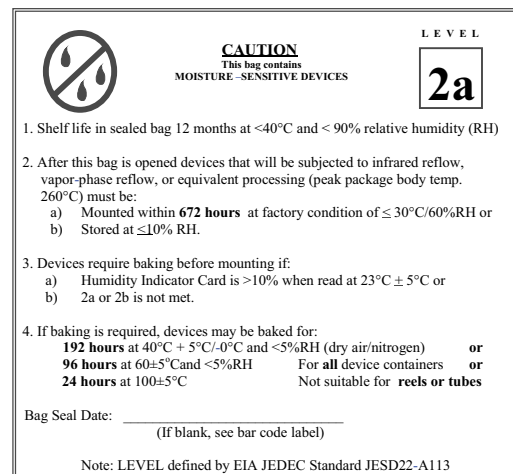 LEVEL
CAUTION
This bag contains
MOISTURE –SENSITIVE DEVICES
2a
1. Shelf life in sealed bag 12 months at <40°C and < 90% relative humidity (RH)
2. After this bag is opened devices that will be subjected to infrared reflow,
vapor-phase reflow, or equivalent processing (peak package body temp.
260°C) must be:
a) Mounted within 672 hours at factory condition of ≤ 30°C/60%RH or
b) Stored at ≤10% RH.
3. Devices require baking before mounting if:
a) Humidity Indicator Card is >10% when read at 23°C ± 5°C or
b) 2a or 2b is not met.
4. If baking is required, devices may be baked for:
192 hours at 40°C + 5°C/-0°C and <5%RH (dry air/nitrogen) or
96 hours at 60±5°Cand <5%RH For all device containers or
24 hours at 100±5°C Not suitable for reels or tubes
Bag Seal Date: ________________________________
(If blank, see bar code label)
Note: LEVEL defined by EIA JEDEC Standard JESD22-A113